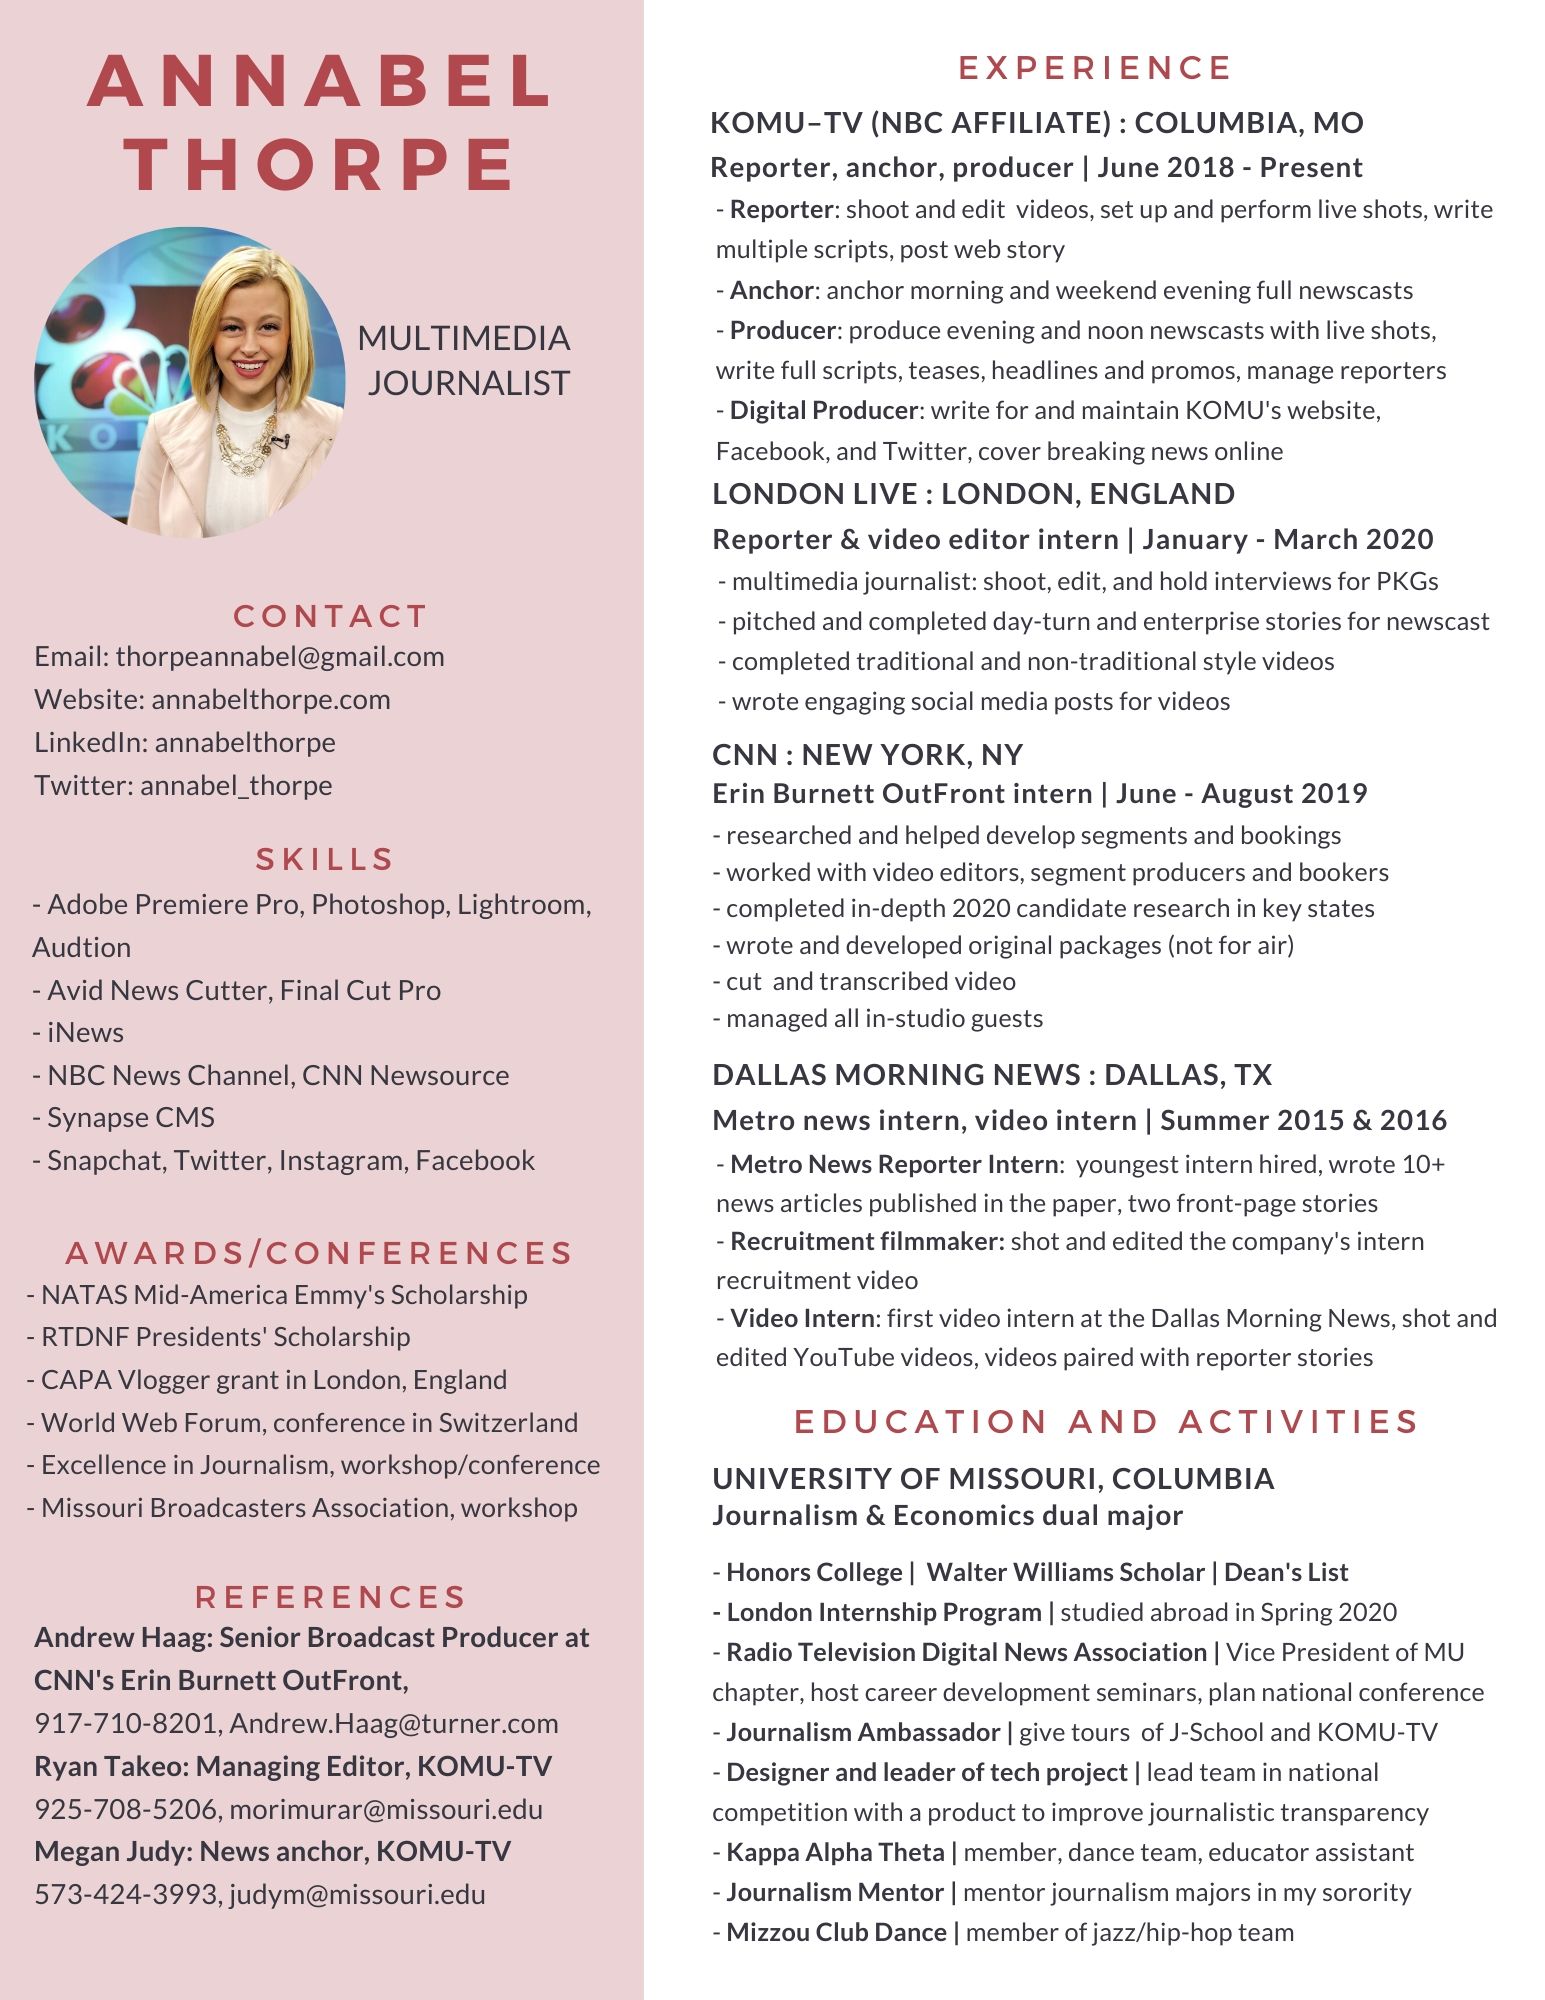 ANNABEL
THORPE
KOM
MULTIMEDIA
JOURNALIST
CONTACT
Email: thorpeannabel@gmail.com
Website: annabelthorpe.com
LinkedIn: annabelthorpe
Twitter: annabel_thorpe
SKILLS
- Adobe Premiere Pro, Photoshop, Lightroom,
Audtion
- Avid News Cutter, Final Cut Pro
- iNews
- NBC News Channel, CNN Newsource
- Synapse CMS
- Snapchat, Twitter, Instagram, Facebook
AWARDS/CONFERENCES
- NATAS Mid-America Emmy's Scholarship
- RTDNF Presidents' Scholarship
- CAPA Vlogger grant in London, England
- World Web Forum, conference in Switzerland
- Excellence in Journalism, workshop/conference
- Missouri Broadcasters Association, workshop
REFERENCES
Andrew Haag: Senior Broadcast Producer at
CNN's Erin Burnett OutFront,
917-710-8201, Andrew.Haag@turner.com
Ryan Takeo: Managing Editor, KOMU-TV
925-708-5206, morimurar@missouri.edu
Megan Judy: News anchor, KOMU-TV
573-424-3993, judym@missouri.edu
EXPERIENCE
KOMU–TV (NBC AFFILIATE) : COLUMBIA, MO
Reporter, anchor, producer | June 2018 - Present
- Reporter: shoot and edit  videos, set up and perform live shots, write
multiple scripts, post web story
- Anchor: anchor morning and weekend evening full newscasts
- Producer: produce evening and noon newscasts with live shots,
write full scripts, teases, headlines and promos, manage reporters
- Digital Producer: write for and maintain KOMU's website,
Facebook, and Twitter, cover breaking news online
LONDON LIVE : LONDON, ENGLAND
Reporter & video editor intern | January - March 2020
- multimedia journalist: shoot, edit, and hold interviews for PKGs
- pitched and completed day-turn and enterprise stories for newscast
- completed traditional and non-traditional style videos
- wrote engaging social media posts for videos
CNN : NEW YORK, NY
Erin Burnett OutFront intern | June - August 2019
- researched and helped develop segments and bookings
- worked with video editors, segment producers and bookers
- completed in-depth 2020 candidate research in key states
- wrote and developed original packages (not for air)
- cut  and transcribed video
- managed all in-studio guests
DALLAS MORNING NEWS : DALLAS, TX
Metro news intern, video intern | Summer 2015 & 2016
- Metro News Reporter Intern:  youngest intern hired, wrote 10+
news articles published in the paper, two front-page stories
- Recruitment filmmaker: shot and edited the company's intern
recruitment video
- Video Intern: first video intern at the Dallas Morning News, shot and
edited YouTube videos, videos paired with reporter stories
EDUCATION AND ACTIVITIES
UNIVERSITY OF MISSOURI, COLUMBIA
Journalism & Economics dual major
- Honors College |  Walter Williams Scholar | Dean's List
- London Internship Program | studied abroad in Spring 2020
- Radio Television Digital News Association | Vice President of MU
chapter, host career development seminars, plan national conference
- Journalism Ambassador | give tours  of J-School and KOMU-TV
- Designer and leader of tech project | lead team in national
competition with a product to improve journalistic transparency
- Kappa Alpha Theta | member, dance team, educator assistant
- Journalism Mentor | mentor journalism majors in my sorority
- Mizzou Club Dance | member of jazz/hip-hop team